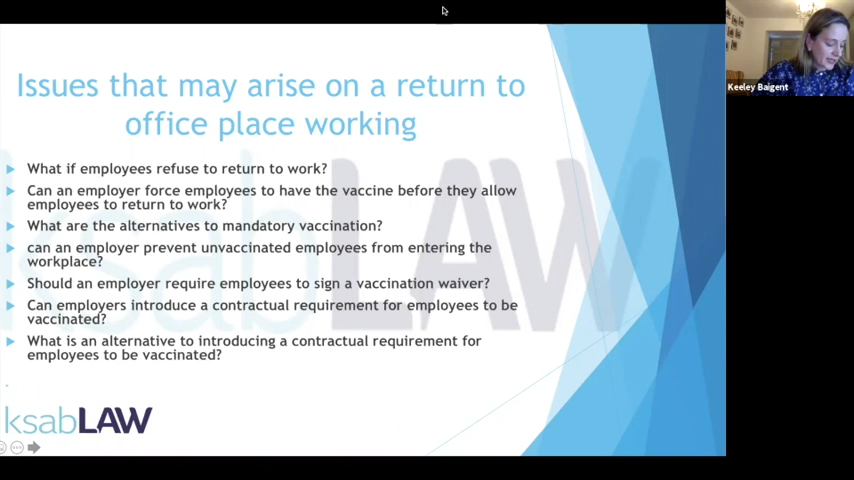 Issues that may arise on a return to
office place working
What if employees refuse to return to work?
Can an employer force employees to have the vaccine before they allow
employees to return to work?
What are the alternatives to mandatory vaccination?
can an employer prevent unvaccinated employees from entering the
workplace?
Should an employer require employees to sign a vaccination waiver?
Can employers introduce a contractual requirement for employees to be
vaccinated?
What is an alternative to introducing a contractual requirement for
employees to be vaccinated?
ksabLAW
ksabLAW
Keeley Baigent